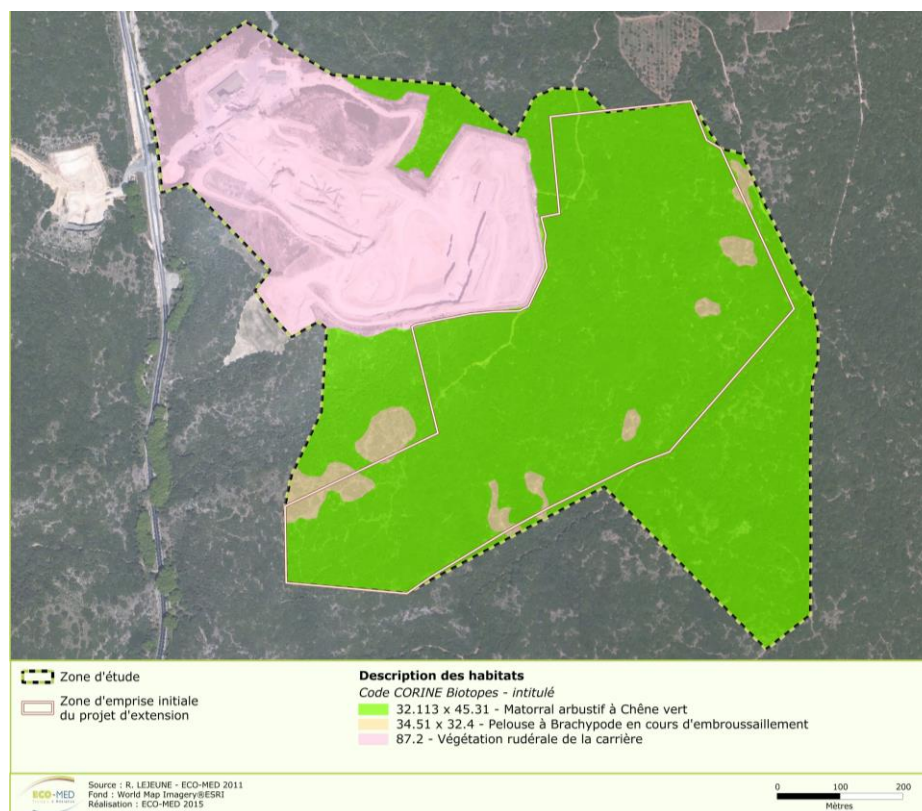 Zone d'étude
Zone d'emprise initiale
du projet d'extension
Description des habitats
Code CORINE Biotopes - intitulé
32.113 x 45.31 - Matorral arbustif à Chêne vert
34.51 x 32.4 - Pelouse à Brachypode en cours d'embroussaillement
87.2 - Végétation rudérale de la carrière
ECO-MED
Source : R. LEJEUNE - ECO-MED 2011
Fond : World Map Imagery®ESRI
Réalisation : ECO-MED 2015
0 100 200
Mètres